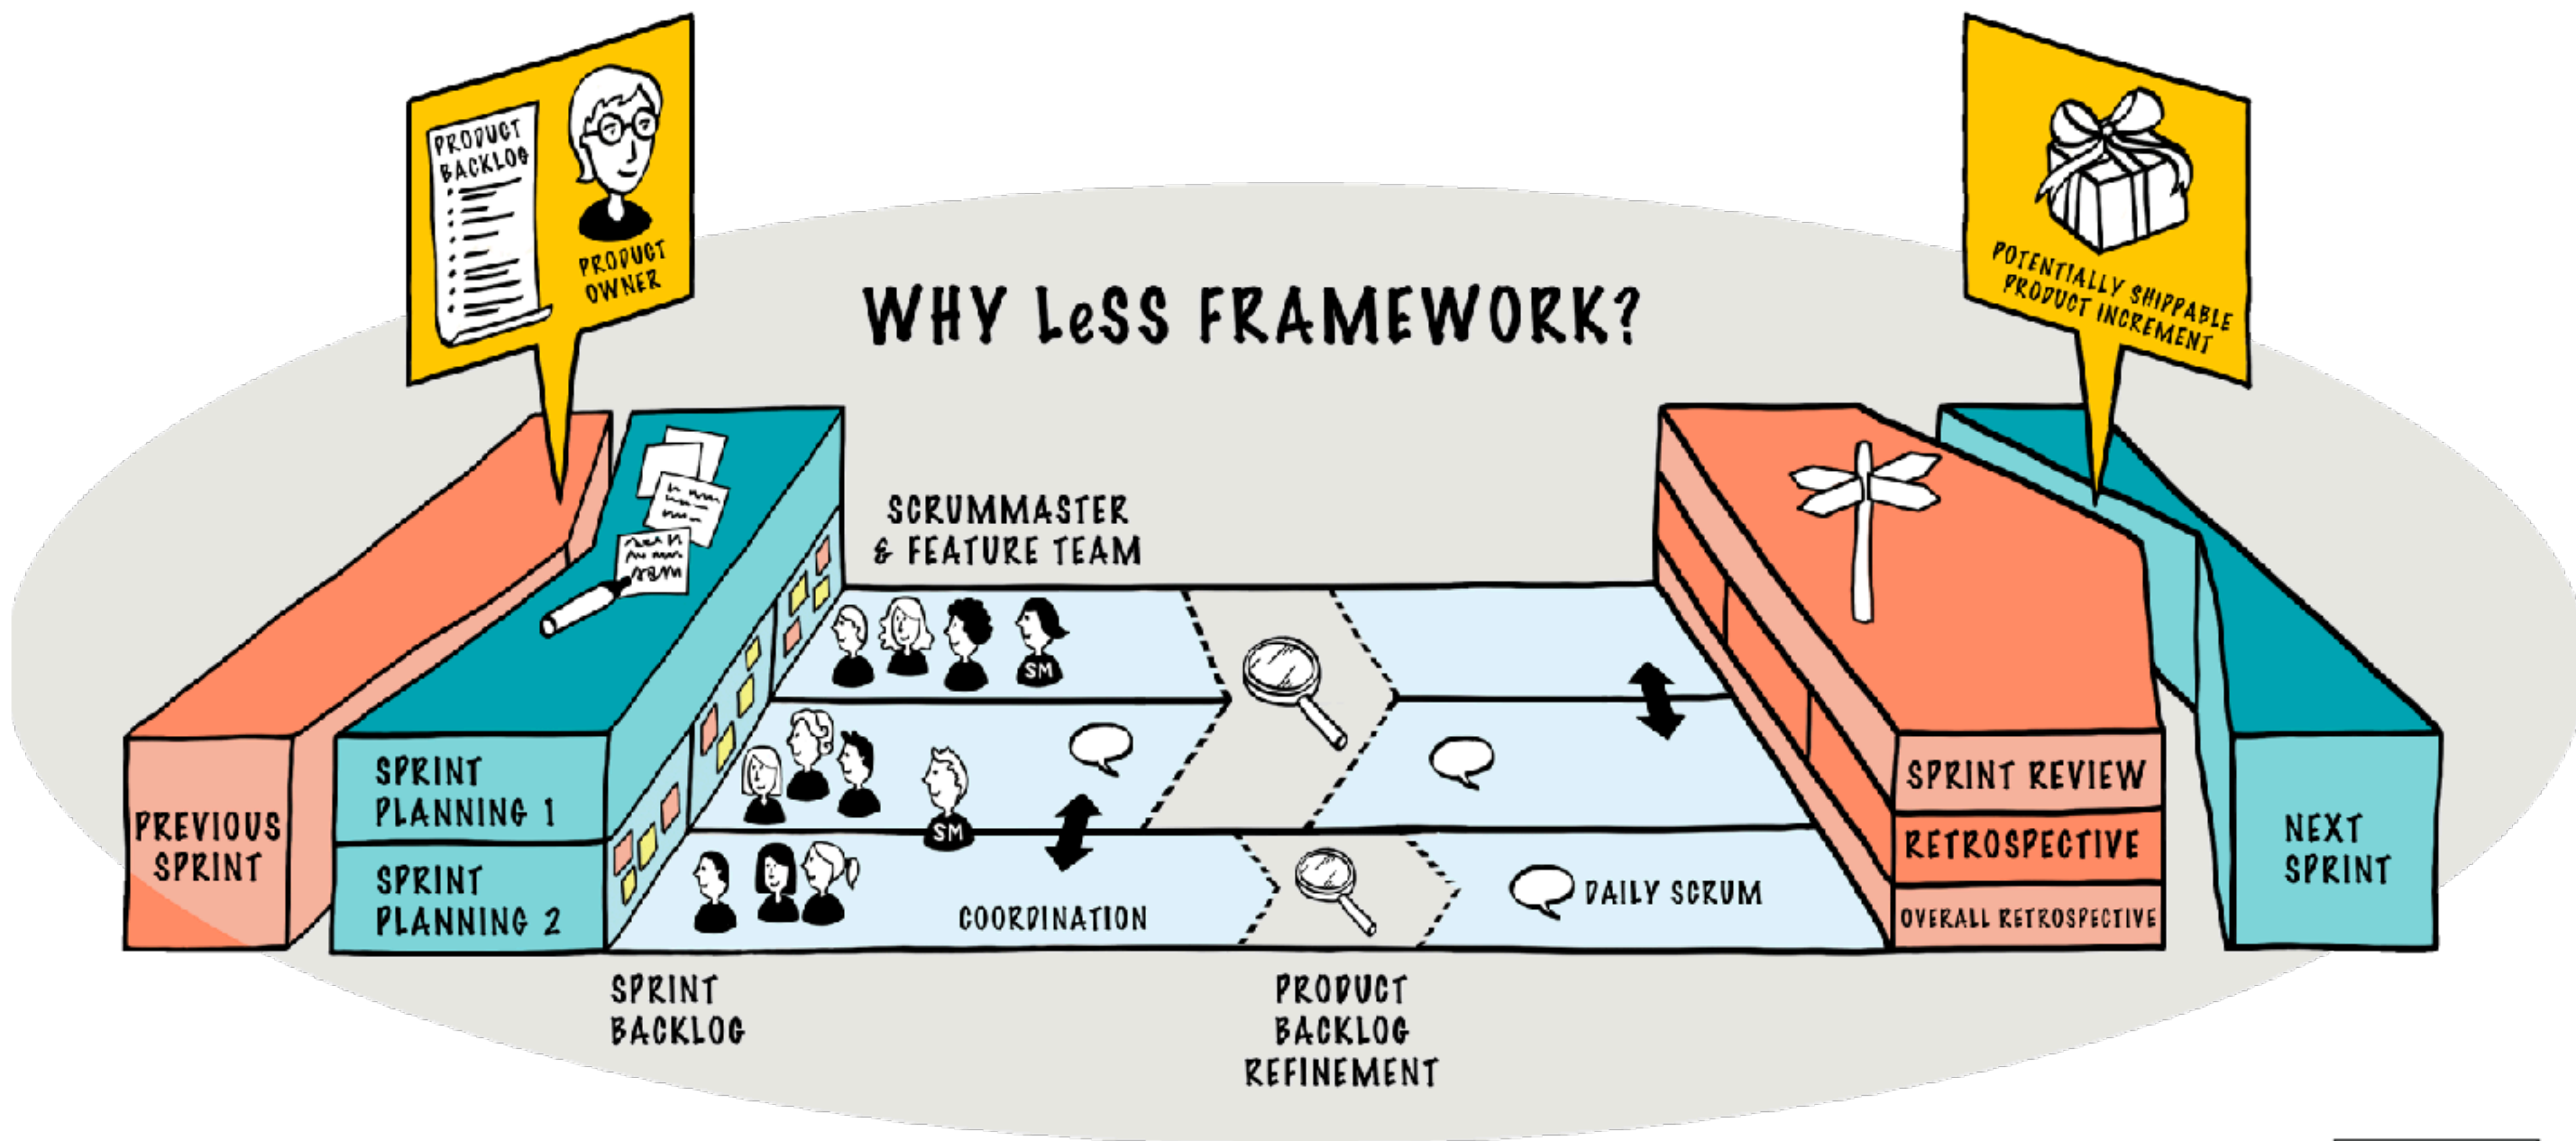 PRODUCT
BACKLOG
PRODUCT
OWNER
POTENTIALLY SHIPPABLE
PRODUCT INCREMENT
WHY LeSS FRAMEWORK?
SCRUMMASTER
& FEATURE TEAM
SM
SM
PREVIOUS
SPRINT
SPRINT
PLANNING 1
SPRINT
PLANNING 2
COORDINATION
DAILY SCRUM
SPRINT REVIEW
RETROSPECTIVE
OVERALL RETROSPECTIVE
NEXT
SPRINT
SPRINT
BACKLOG
PRODUCT
BACKLOG
REFINEMENT